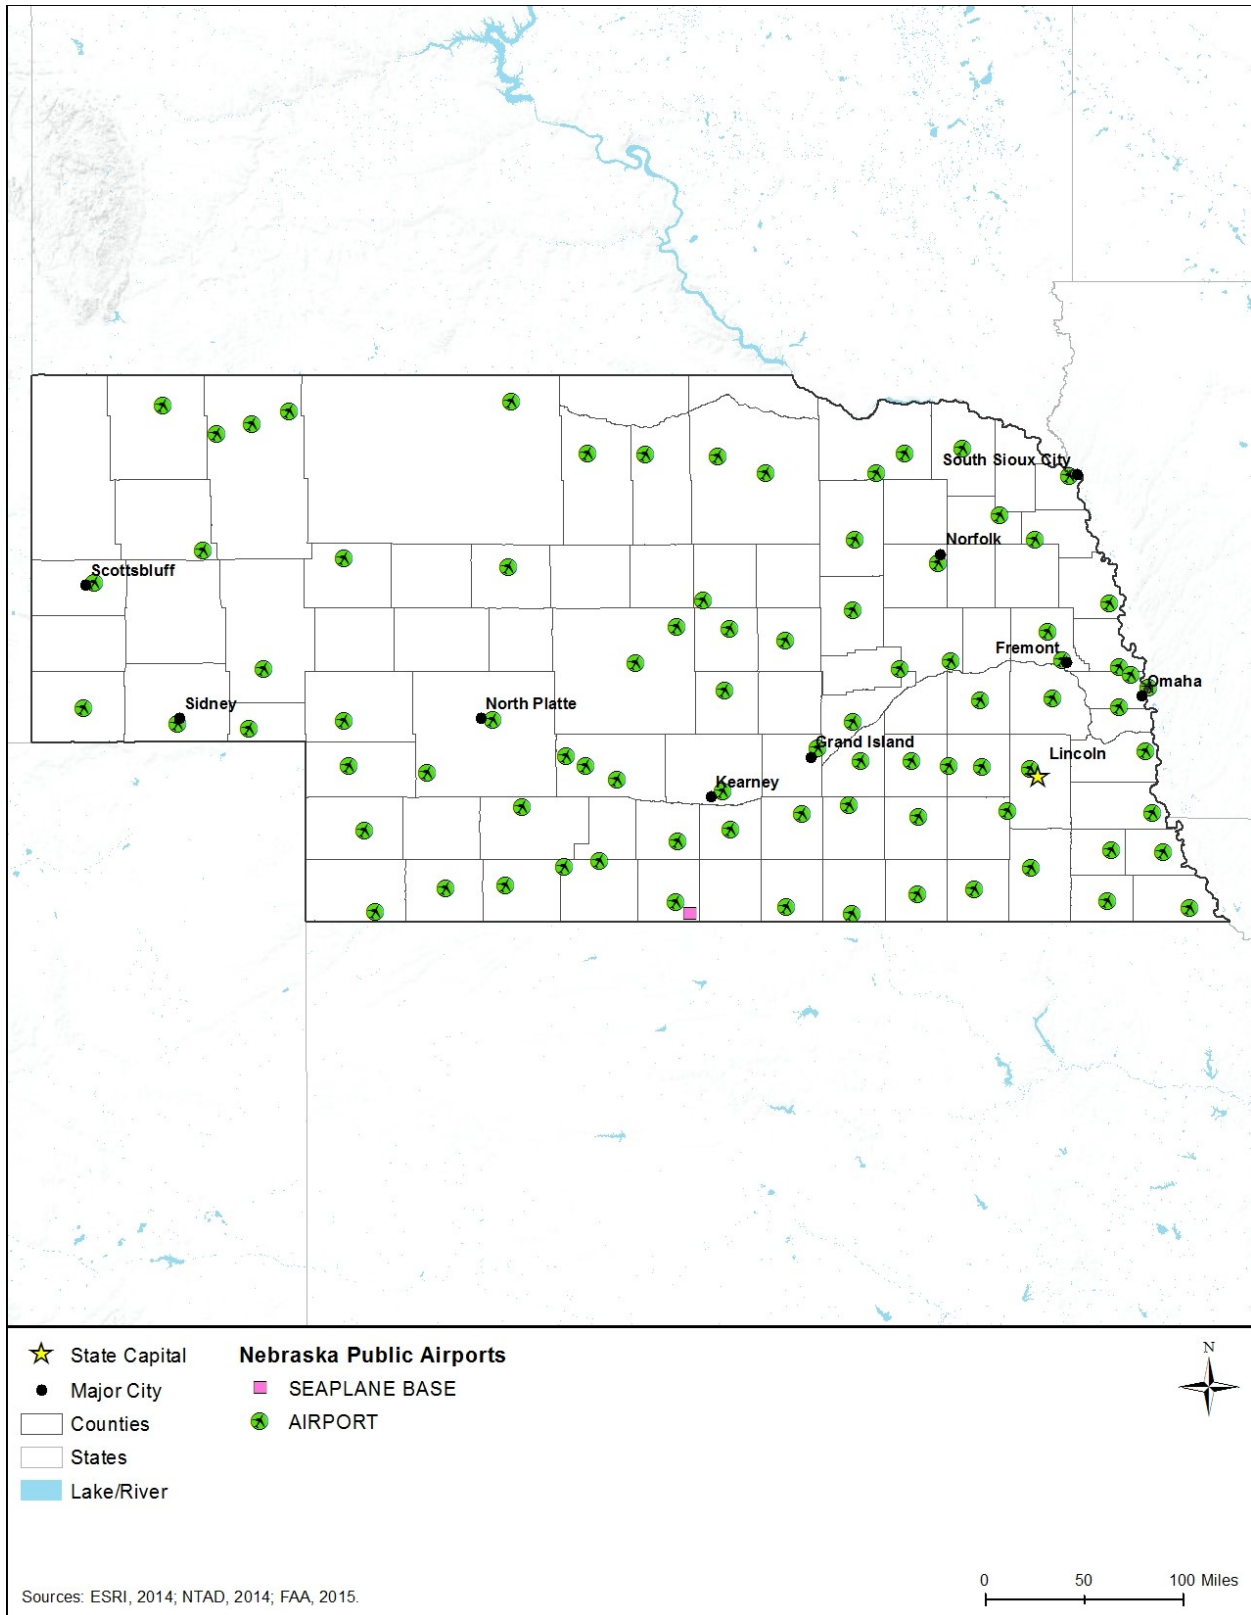 South Sioux City
Norfolk
Scottsbluff
Fremont
Omaha
Sidney
North Platte
Grand Island
Lincoln
Kearney
State Capital
Major City
Counties
States
Lake/River
Nebraska Public Airports
SEAPLANE BASE
AIRPORT
N
0 50 100 Miles
Sources: ESRI, 2014; NTAD, 2014; FAA, 2015.